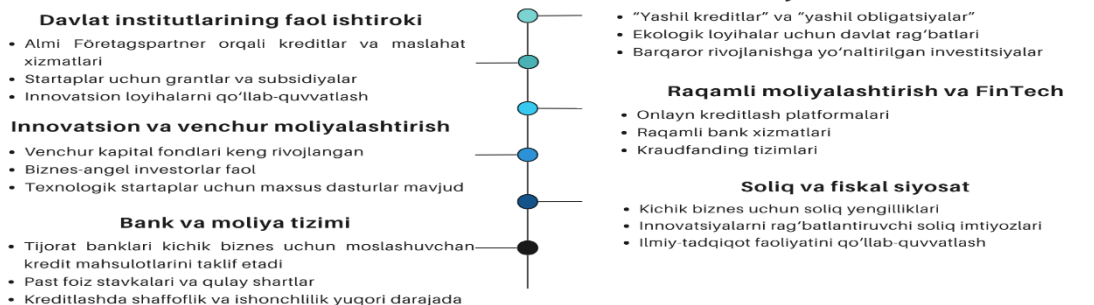 Davlat institutlarining faol ishtiroki
• Almi Företagspartner orqali kreditlar va maslahat
xizmatlari
• Startaplar uchun grantlar va subsidiyalar
• Innovatsion loyihalarni qo‘llab-quvvatlash
Innovatsion va venchur moliyalashtirish
• Venchur kapital fondlari keng rivojlangan
• Biznes-angel investorlar faol
• Texnologik startaplar uchun maxsus dasturlar mavjud
Bank va moliya tizimi
• Tijorat banklari kichik biznes uchun moslashuvchan
kredit mahsulotlarini taklif etadi
• Past foiz stavkalari va qulay shartlar
• Kreditlashda shaffoflik va ishonchlilik yuqori darajada
• “Yashil kreditlar” va “yashil obligatsiyalar”
• Ekologik loyihalar uchun davlat rag‘batlari
• Barqaror rivojlanishga yo‘naltirilgan investitsiyalar
Raqamli moliyalashtirish va FinTech
• Onlayn kreditlash platformalari
• Raqamli bank xizmatlari
• Kraudfanding tizimlari
Soliq va fiskal siyosat
• Kichik biznes uchun soliq yengilliklari
• Innovatsiyalarni rag‘batlantiruvchi soliq imtiyozlari
• Ilmiy-tadqiqot faoliyatini qo‘llab-quvvatlash